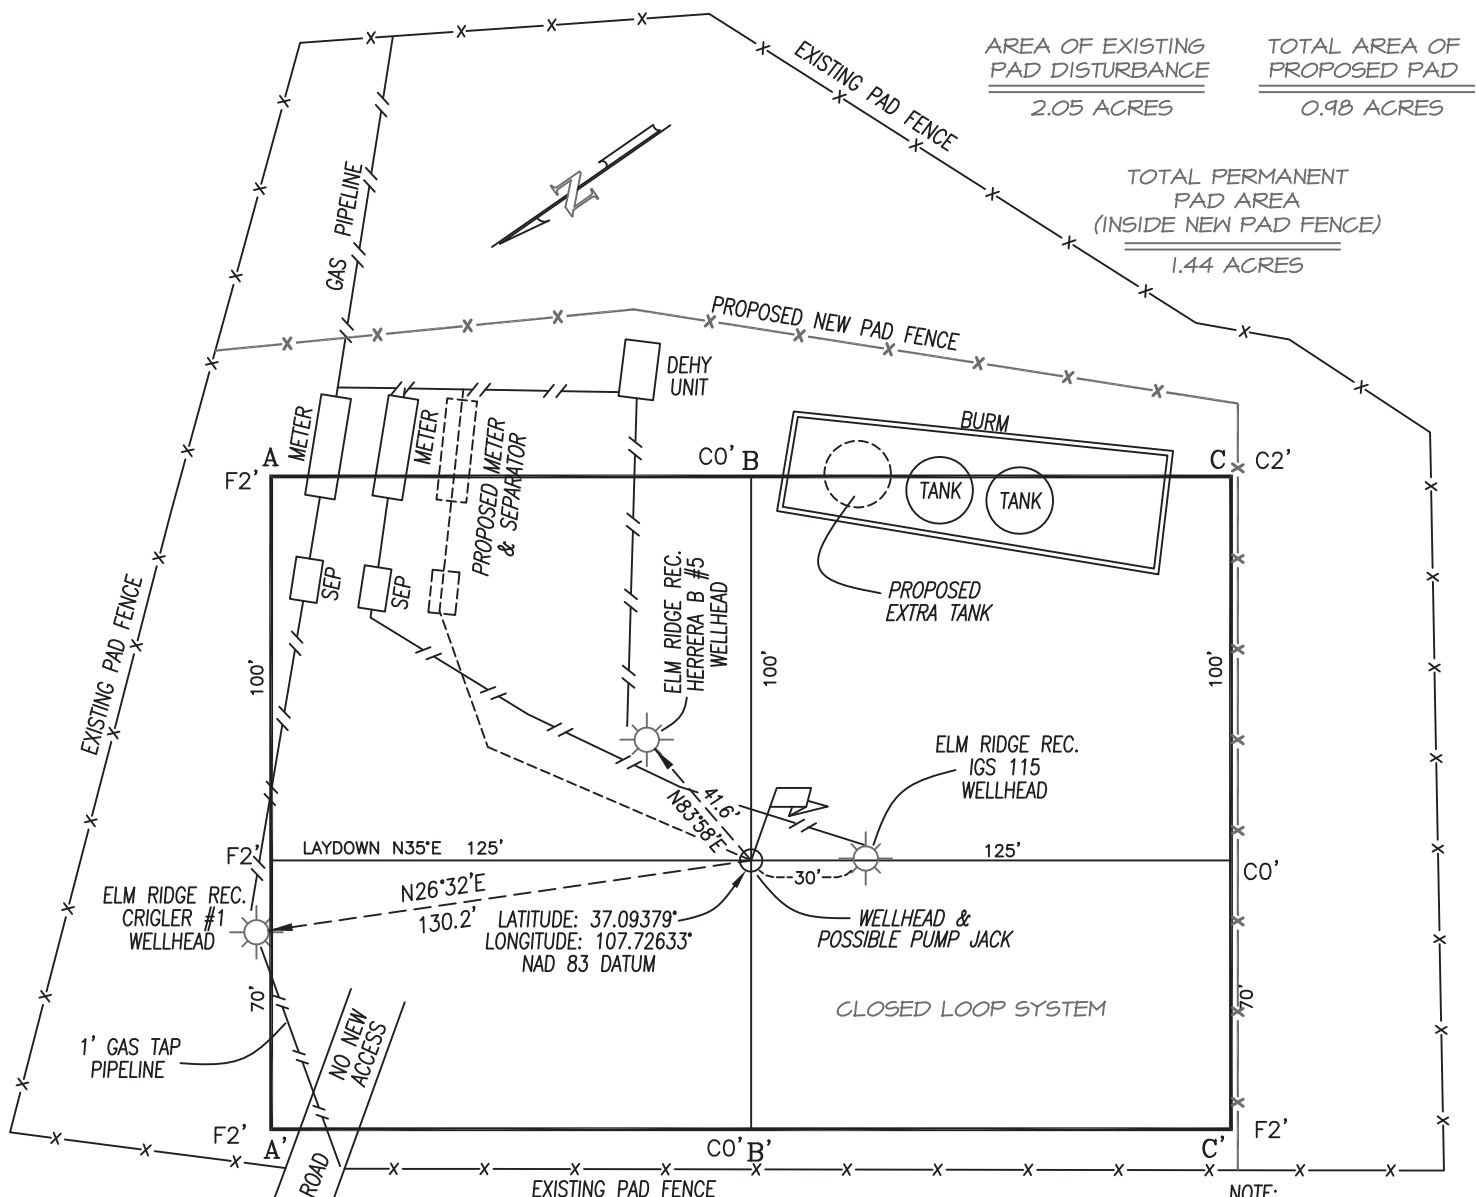 AREA OF EXISTING
PAD DISTURBANCE
2.05 ACRES
TOTAL AREA OF
PROPOSED PAD
0.98 ACRES
TOTAL PERMANENT
PAD AREA
(INSIDE NEW PAD FENCE)
1.44 ACRES
EXISTING PAD FENCE
N
GAS PIPELINE
PROPOSED NEW PAD FENCE
DEHY
UNIT
METER
METER
PROPOSED METER
& SEPARATOR
BURM
TANK
TANK
PROPOSED
EXTRA TANK
A
F2'
C0'
B
C
C2'
SEP
SEP
ELM RIDGE REC.
HERRERA B #5
WELLHEAD
EXISTING PAD FENCE
100'
100'
100'
ELM RIDGE REC.
IGS 115
WELLHEAD
41.6'
N83°58'E
F2'
LAYDOWN N35°E 125'
125'
C0'
30'
N26°32'E
130.2'
ELM RIDGE REC.
CRIGLER #1
WELLHEAD
LATITUDE: 37.09379°
LONGITUDE: 107.72633°
NAD 83 DATUM
WELLHEAD &
POSSIBLE PUMP JACK
70'
70'
CLOSED LOOP SYSTEM
1' GAS TAP
PIPELINE
NO NEW
ACCESS
ROAD
F2'
A'
C0'
B'
C'
F2'
EXISTING PAD FENCE
NOTE: